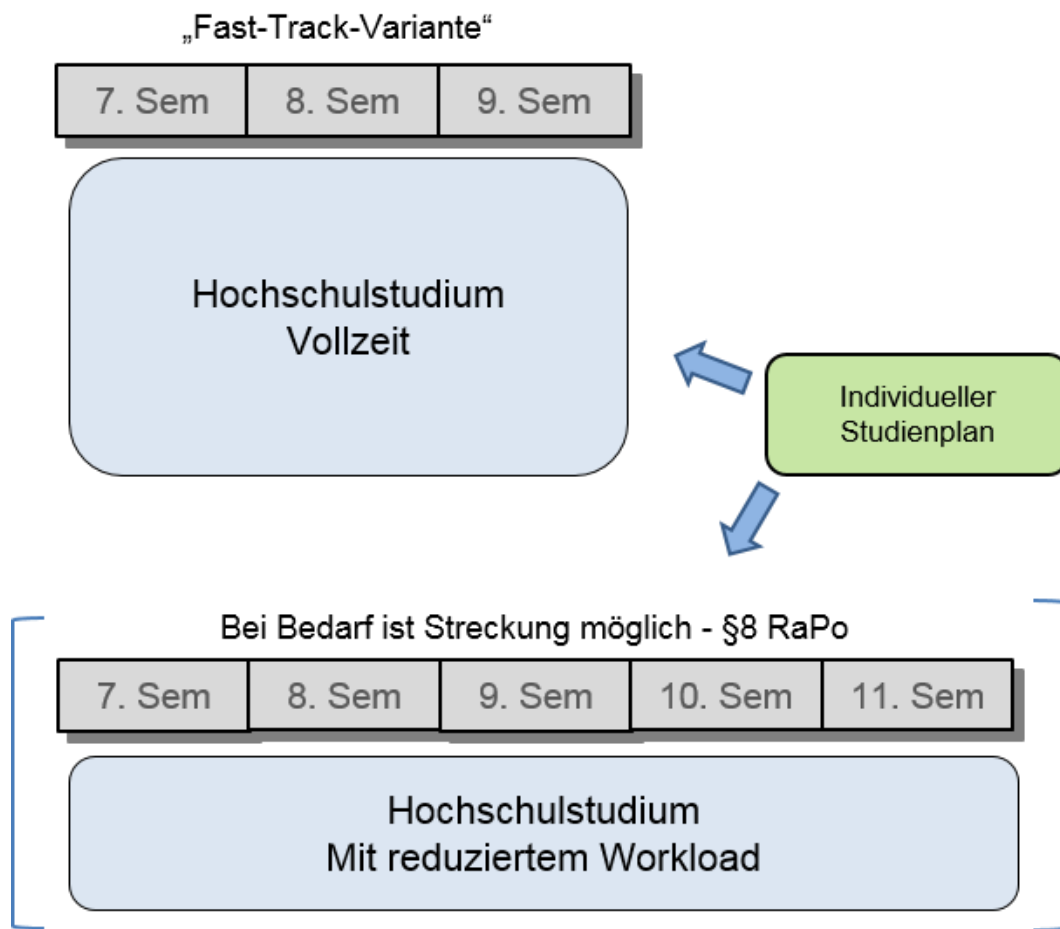 „Fast-Track-Variante“
7. Sem 8. Sem 9. Sem
Hochschulstudium
Vollzeit
Individueller
Studienplan
Bei Bedarf ist Streckung möglich - §8 RaPo
7. Sem 8. Sem 9. Sem 10. Sem 11. Sem
Hochschulstudium
Mit reduziertem Workload